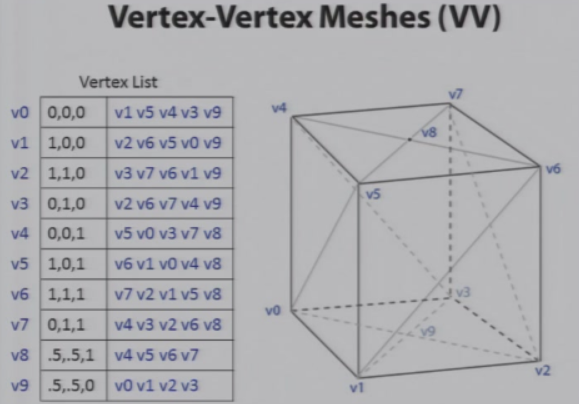 Vertex-Vertex Meshes (VV)
Vertex List
v0 0,0,0 v1 v5 v4 v3 v9
v1 1,0,0 v2 v6 v5 v0 v9
v2 1,1,0 v3 v7 v6 v1 v9
v3 0,1,0 v2 v6 v7 v4 v9
v4 0,0,1 v5 v0 v3 v7 v8
v5 1,0,1 v6 v1 v0 v4 v8
v6 1,1,1 v7 v2 v1 v5 v8
v7 0,1,1 v4 v3 v2 v6 v8
v8 .5,.5,1 v4 v5 v6 v7
v9 .5,.5,0 v0 v1 v2 v3
v7
v4
v8
v6
v5
v3
v0
v9
v2
v1